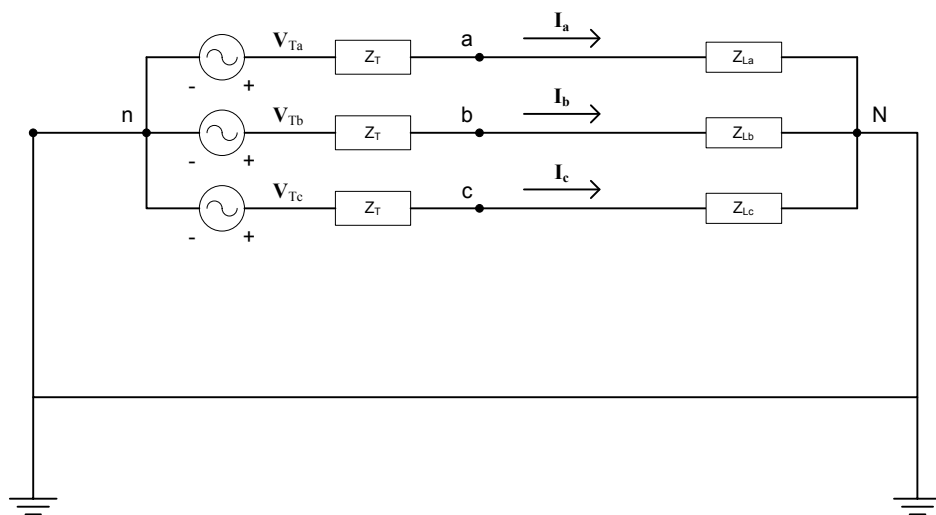 V_Ta Z_T a I_a Z_La
- +
n V_Tb Z_T b I_b Z_Lb N
- +
V_Tc Z_T c I_c Z_Lc
- +